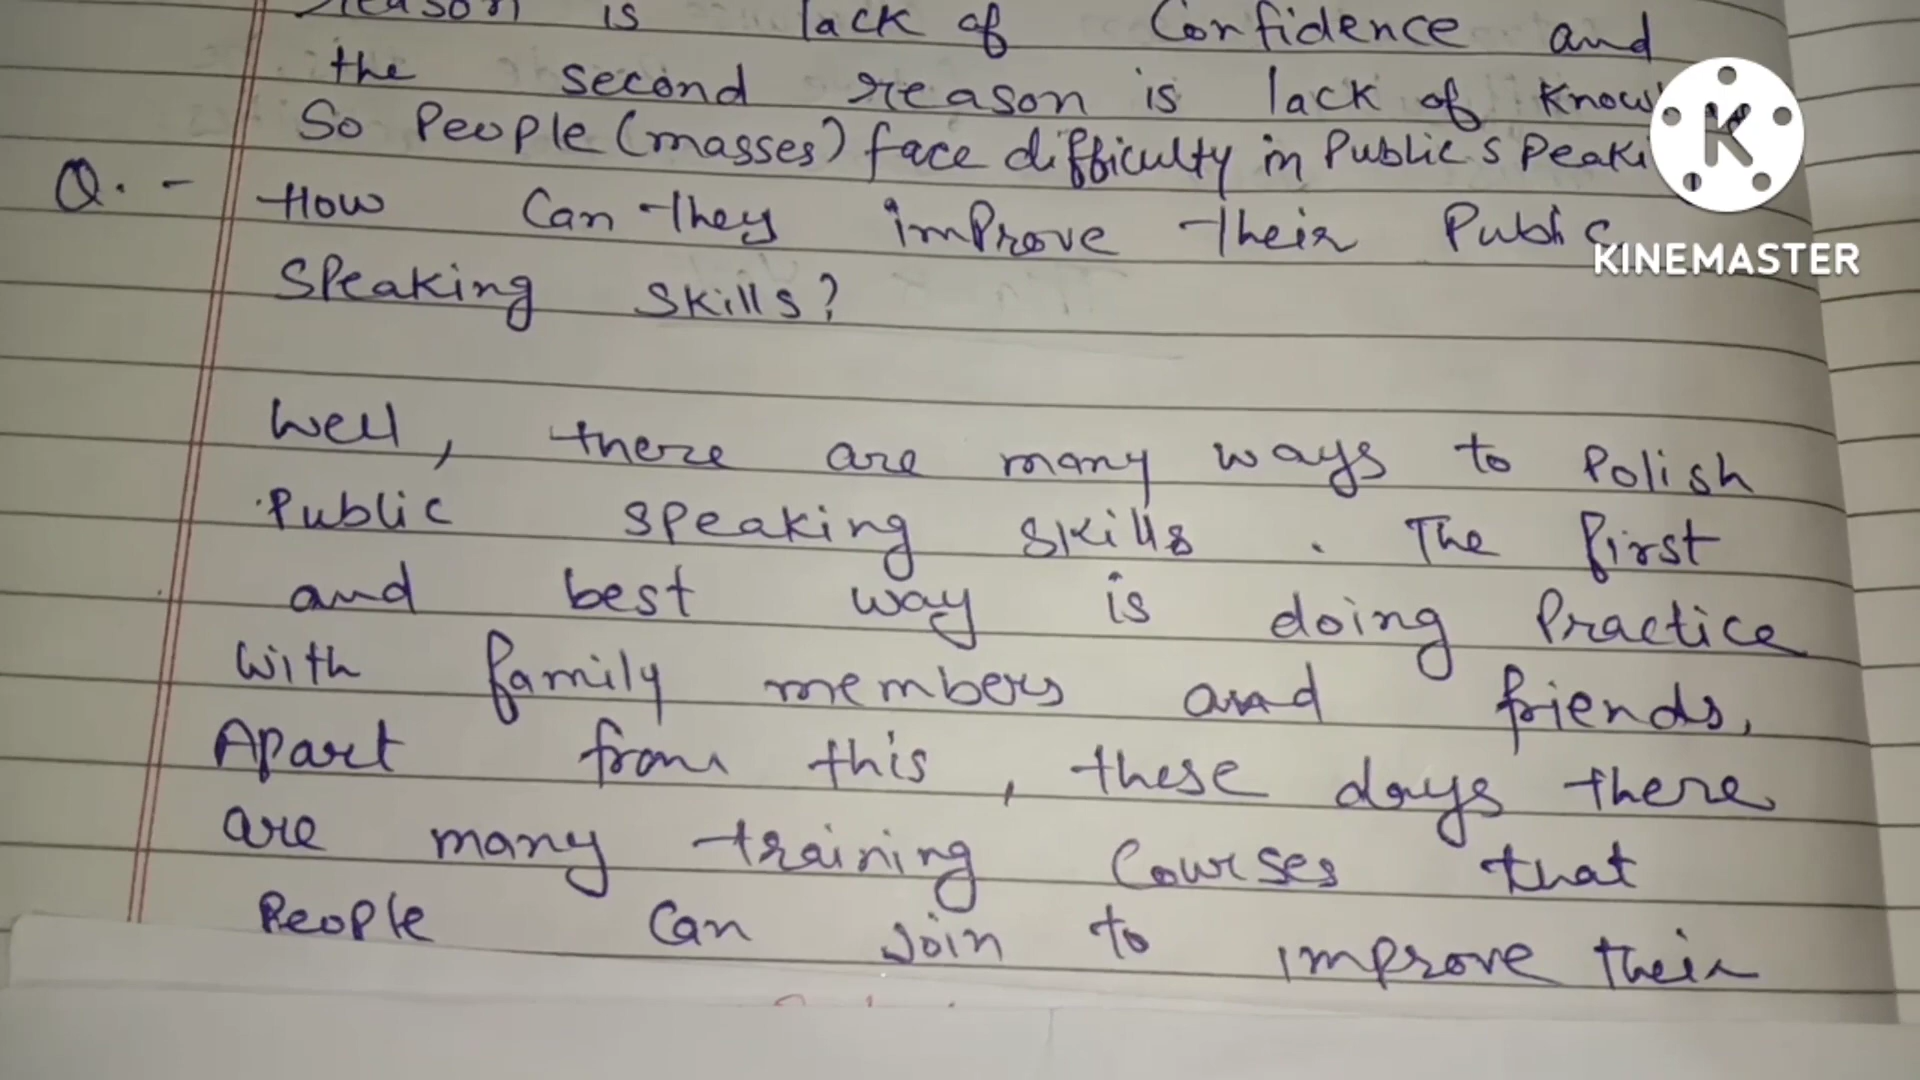 reason is lack of Confidence and
the second reason is lack of
So People (masses) face difficulty in Public
Q. - How Can they improve their Public
Speaking skills?
Well, there are many ways to Polish
Public speaking skills. The first
and best way is doing Practice
With family members and friends,
Apart from this, these days there
are many training Courses that
People Can Join to improve their
K
KINEMASTER